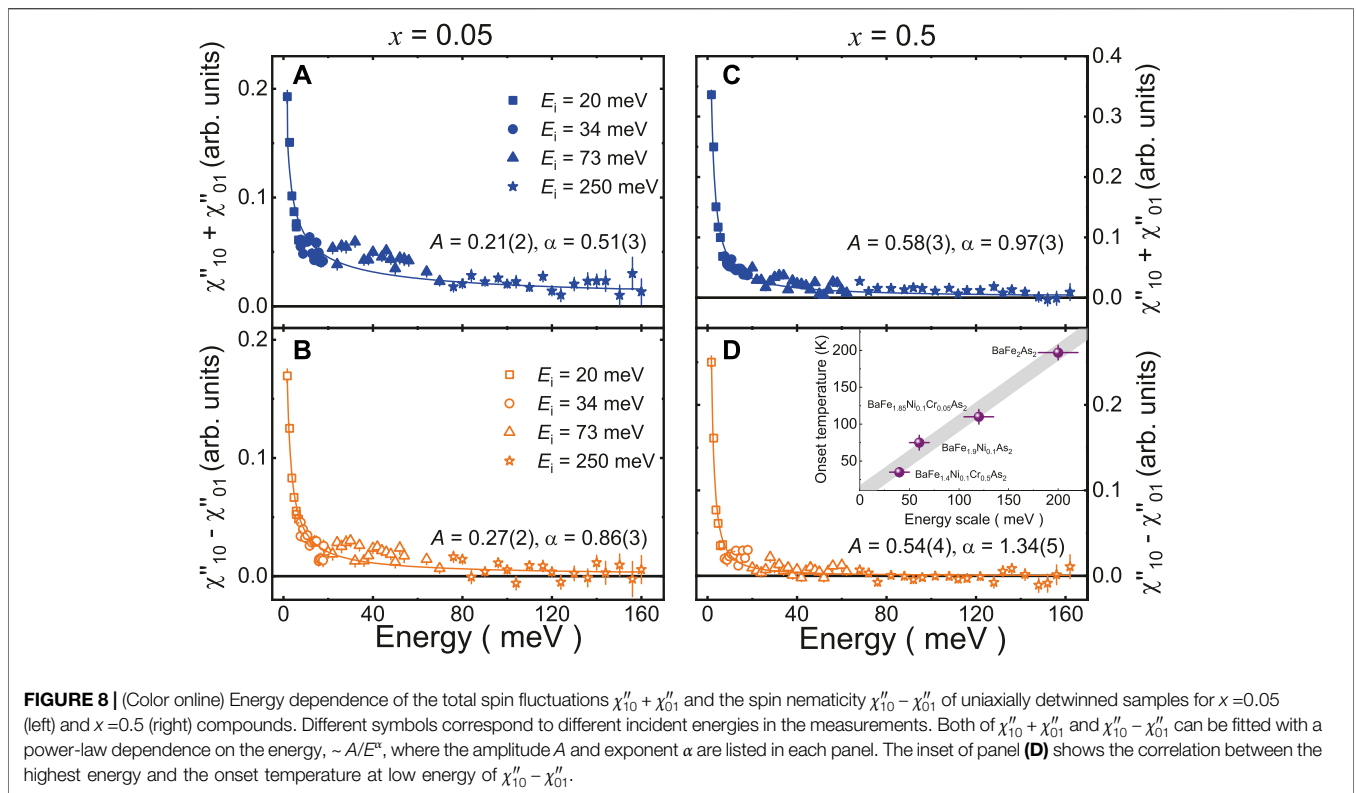 x = 0.05
x = 0.5
A
χ″10 + χ″01 (arb. units)
0.2
0.1
0.0
Ei = 20 meV
Ei = 34 meV
Ei = 73 meV
Ei = 250 meV
A = 0.21(2), α = 0.51(3)
C
0.4
0.3
0.2
0.1
0.0
χ″10 + χ″01 (arb. units)
A = 0.58(3), α = 0.97(3)
B
χ″10 - χ″01 (arb. units)
0.2
0.1
0.0
Ei = 20 meV
Ei = 34 meV
Ei = 73 meV
Ei = 250 meV
A = 0.27(2), α = 0.86(3)
0 40 80 120 160
Energy ( meV )
D
Onset temperature (K)
200
175
150
125
100
75
50
BaFe2As2
BaFe1.85Ni0.1Cr0.05As2
BaFe1.9Ni0.1As2
BaFe1.4Ni0.1Cr0.5As2
0 50 100 150 200
Energy scale ( meV )
A = 0.54(4), α = 1.34(5)
0.2
0.1
0.0
χ″10 - χ″01 (arb. units)
0 40 80 120 160
Energy ( meV )
FIGURE 8 | (Color online) Energy dependence of the total spin fluctuations χ″10 + χ″01 and the spin nematicity χ″10 − χ″01 of uniaxially detwinned samples for x =0.05
(left) and x =0.5 (right) compounds. Different symbols correspond to different incident energies in the measurements. Both of χ″10 + χ″01 and χ″10 − χ″01 can be fitted with a
power-law dependence on the energy, ~ A/Eα, where the amplitude A and exponent α are listed in each panel. The inset of panel (D) shows the correlation between the
highest energy and the onset temperature at low energy of χ″10 − χ″01.